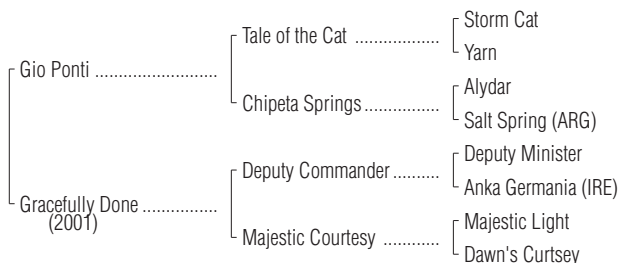 Storm Cat
Tale of the Cat ..................
Yarn
Gio Ponti ..........................
Alydar
Chipeta Springs ................
Salt Spring (ARG)
Deputy Minister
Deputy Commander ..........
Anka Germania (IRE)
Gracefully Done ................
(2001)
Majestic Light
Majestic Courtesy ............
Dawn's Curtsey